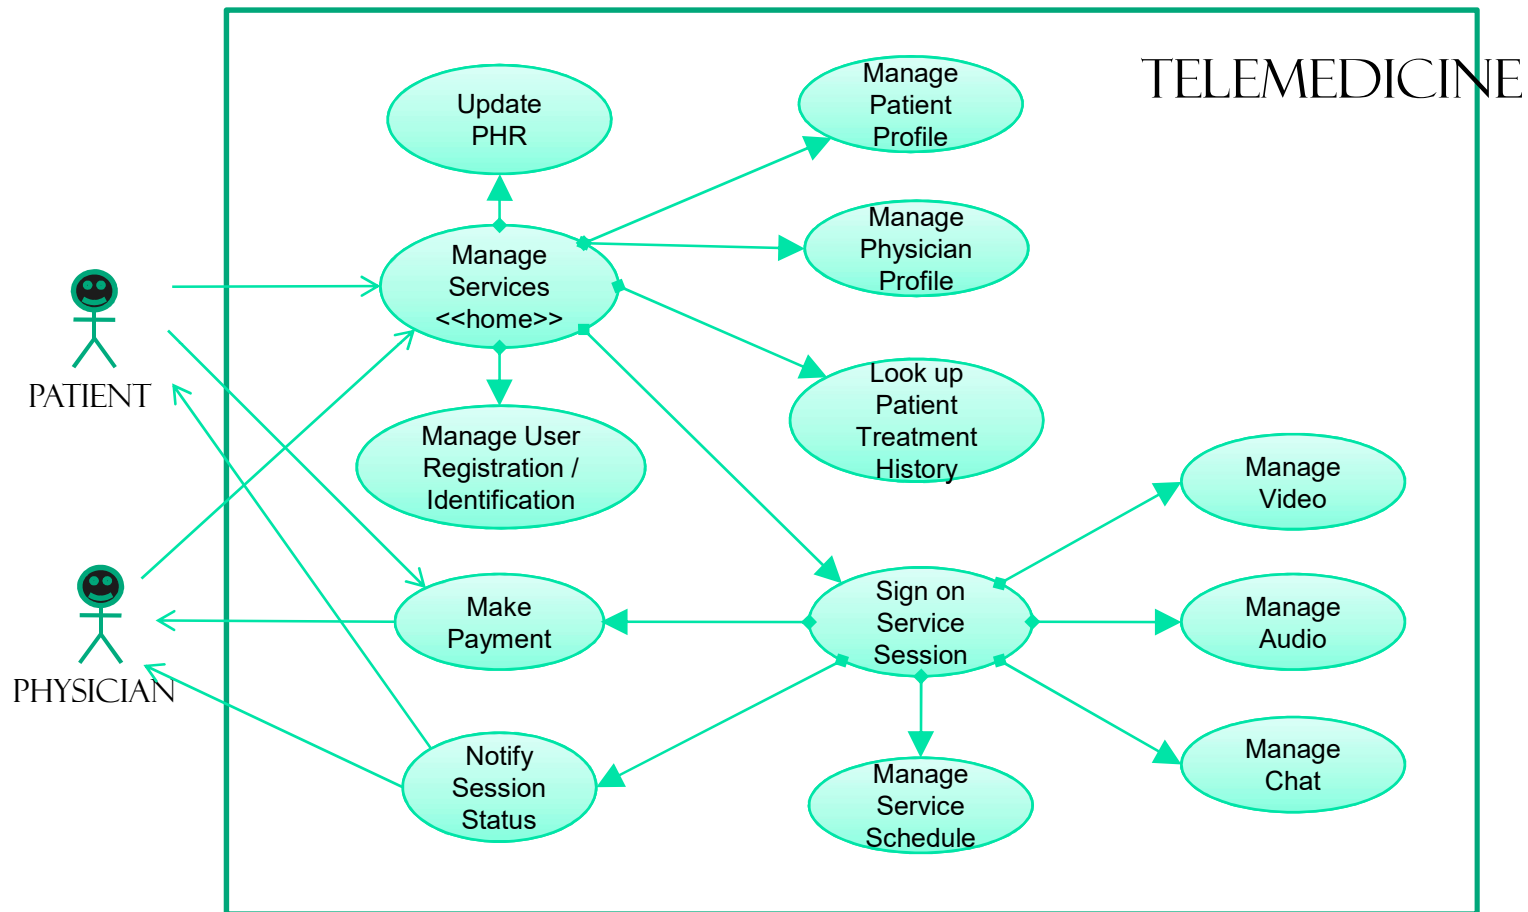 TELEMEDICINE
Update
PHR
Manage
Patient
Profile
Manage
Physician
Profile
Manage
Services
<<home>>
PATIENT
Look up
Patient
Treatment
History
Manage User
Registration /
Identification
Manage
Video
PHYSICIAN
Make
Payment
Sign on
Service
Session
Manage
Audio
Notify
Session
Status
Manage
Service
Schedule
Manage
Chat